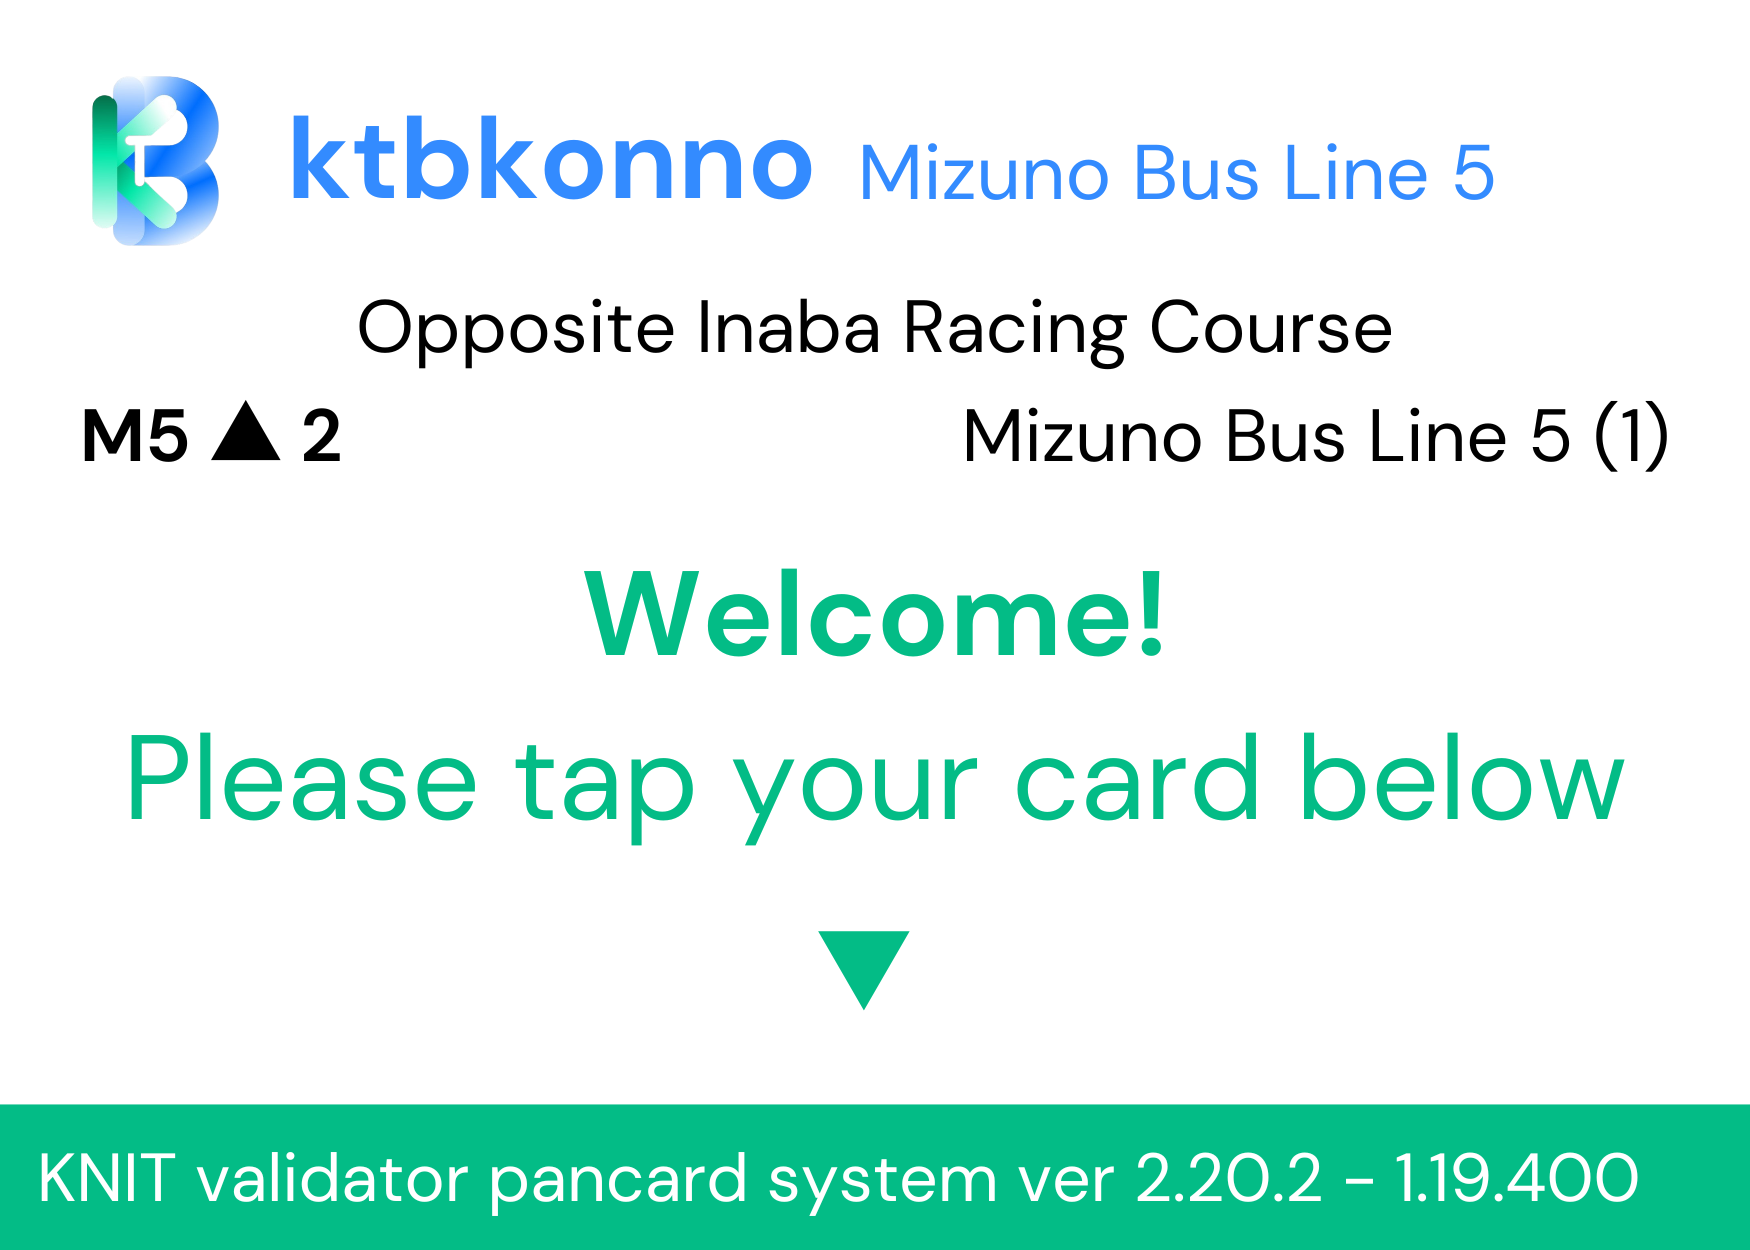 ktbkonno Mizuno Bus Line 5
Opposite Inaba Racing Course
M5 ▲ 2 Mizuno Bus Line 5 (1)
Welcome!
Please tap your card below
▼
KNIT validator pancard system ver 2.20.2 - 1.19.400